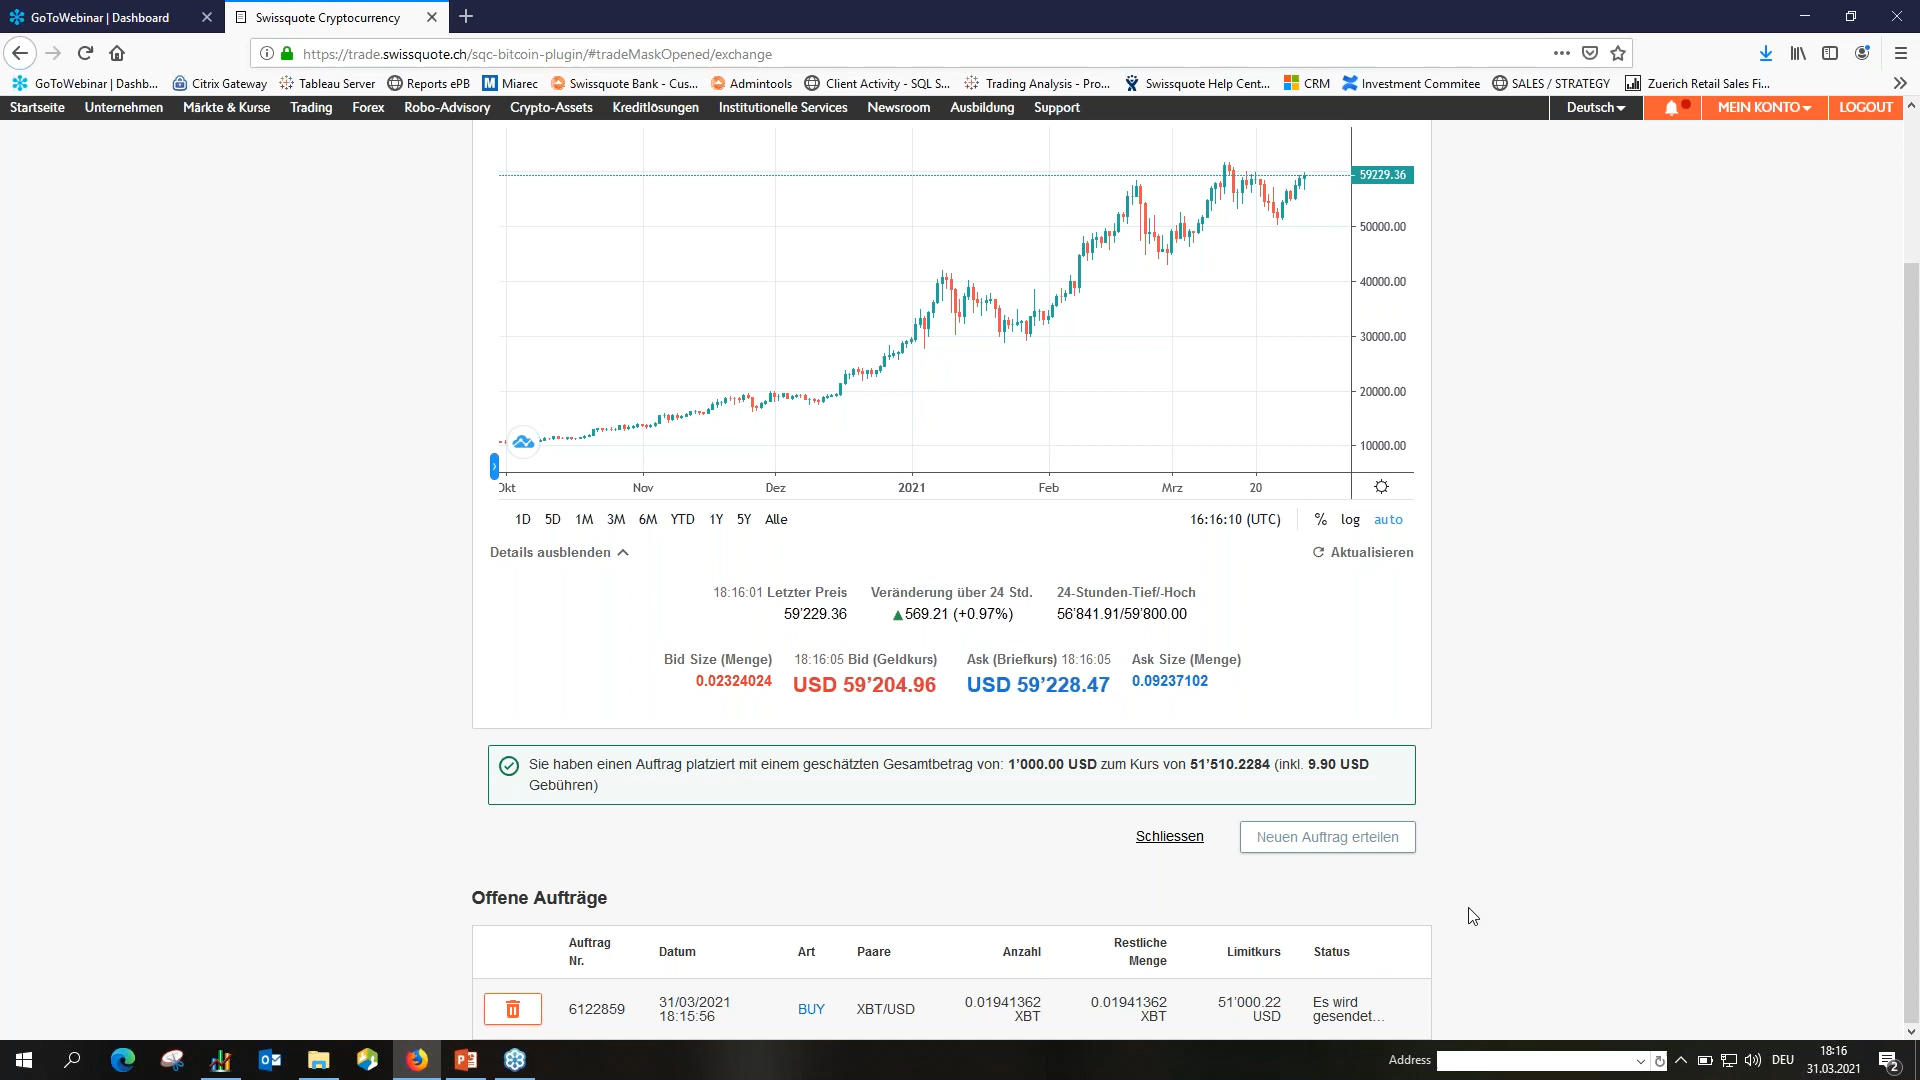 GoToWebinar | Dashboard
Swissquote Cryptocurrency
https://trade.swissquote.ch/sqc-bitcoin-plugin/#tradeMaskOpened/exchange
GoToWebinar | Dashb...
Citrix Gateway
Tableau Server
Reports ePB
Miarec
Swissquote Bank - Cus...
Admintools
Client Activity - SQL S...
Trading Analysis - Pro...
Swissquote Help Cent...
CRM
Investment Commitee
SALES / STRATEGY
Zuerich Retail Sales Fi...
Startseite
Unternehmen
Märkte & Kurse
Trading
Forex
Robo-Advisory
Crypto-Assets
Kreditlösungen
Institutionelle Services
Newsroom
Ausbildung
Support
Deutsch
MEIN KONTO
LOGOUT
59229.36
50000.00
40000.00
30000.00
20000.00
10000.00
Okt
Nov
Dez
2021
Feb
Mrz
20
1D 5D 1M 3M 6M YTD 1Y 5Y Alle
16:16:10 (UTC)
% log auto
Details ausblenden
Aktualisieren
18:16:01 Letzter Preis
Veränderung über 24 Std.
24-Stunden-Tief/-Hoch
59'229.36
▲569.21 (+0.97%)
56'841.91/59'800.00
Bid Size (Menge)
18:16:05 Bid (Geldkurs)
Ask (Briefkurs) 18:16:05
Ask Size (Menge)
0.02324024
USD 59'204.96
USD 59'228.47
0.09237102
Sie haben einen Auftrag platziert mit einem geschätzten Gesamtbetrag von: 1'000.00 USD zum Kurs von 51'510.2284 (inkl. 9.90 USD
Gebühren)
Schliessen
Neuen Auftrag erteilen
Offene Aufträge
Auftrag
Nr.
Datum
Art
Paare
Anzahl
Restliche
Menge
Limitkurs
Status
6122859
31/03/2021
18:15:56
BUY
XBT/USD
0.01941362
XBT
0.01941362
XBT
51'000.22
USD
Es wird
gesendet...
Address
DEU
18:16
31.03.2021
2